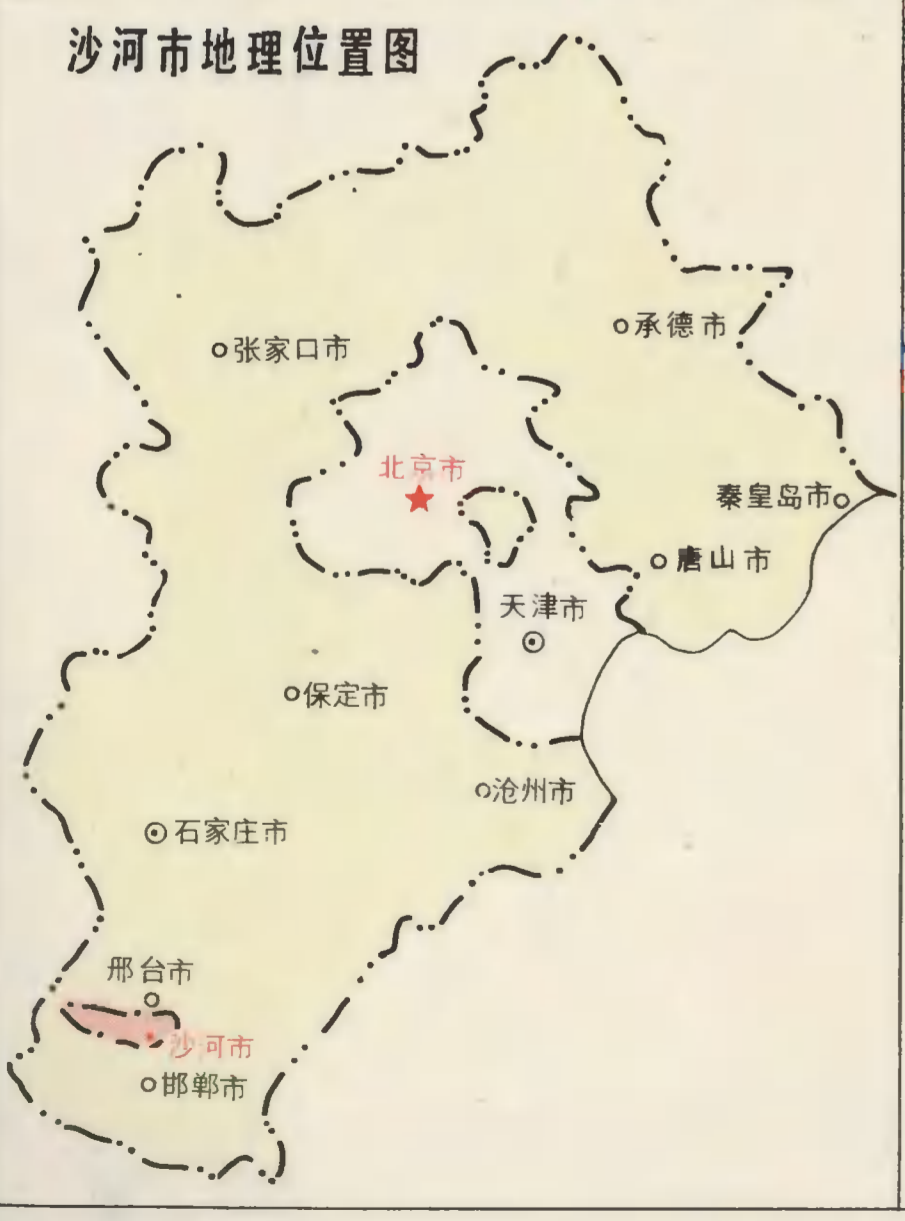 沙河市地理位置图
承德市
张家口市
北京市
秦皇岛市
唐山市
天津市
保定市
沧州市
石家庄市
邢台市
沙河市
邯郸市